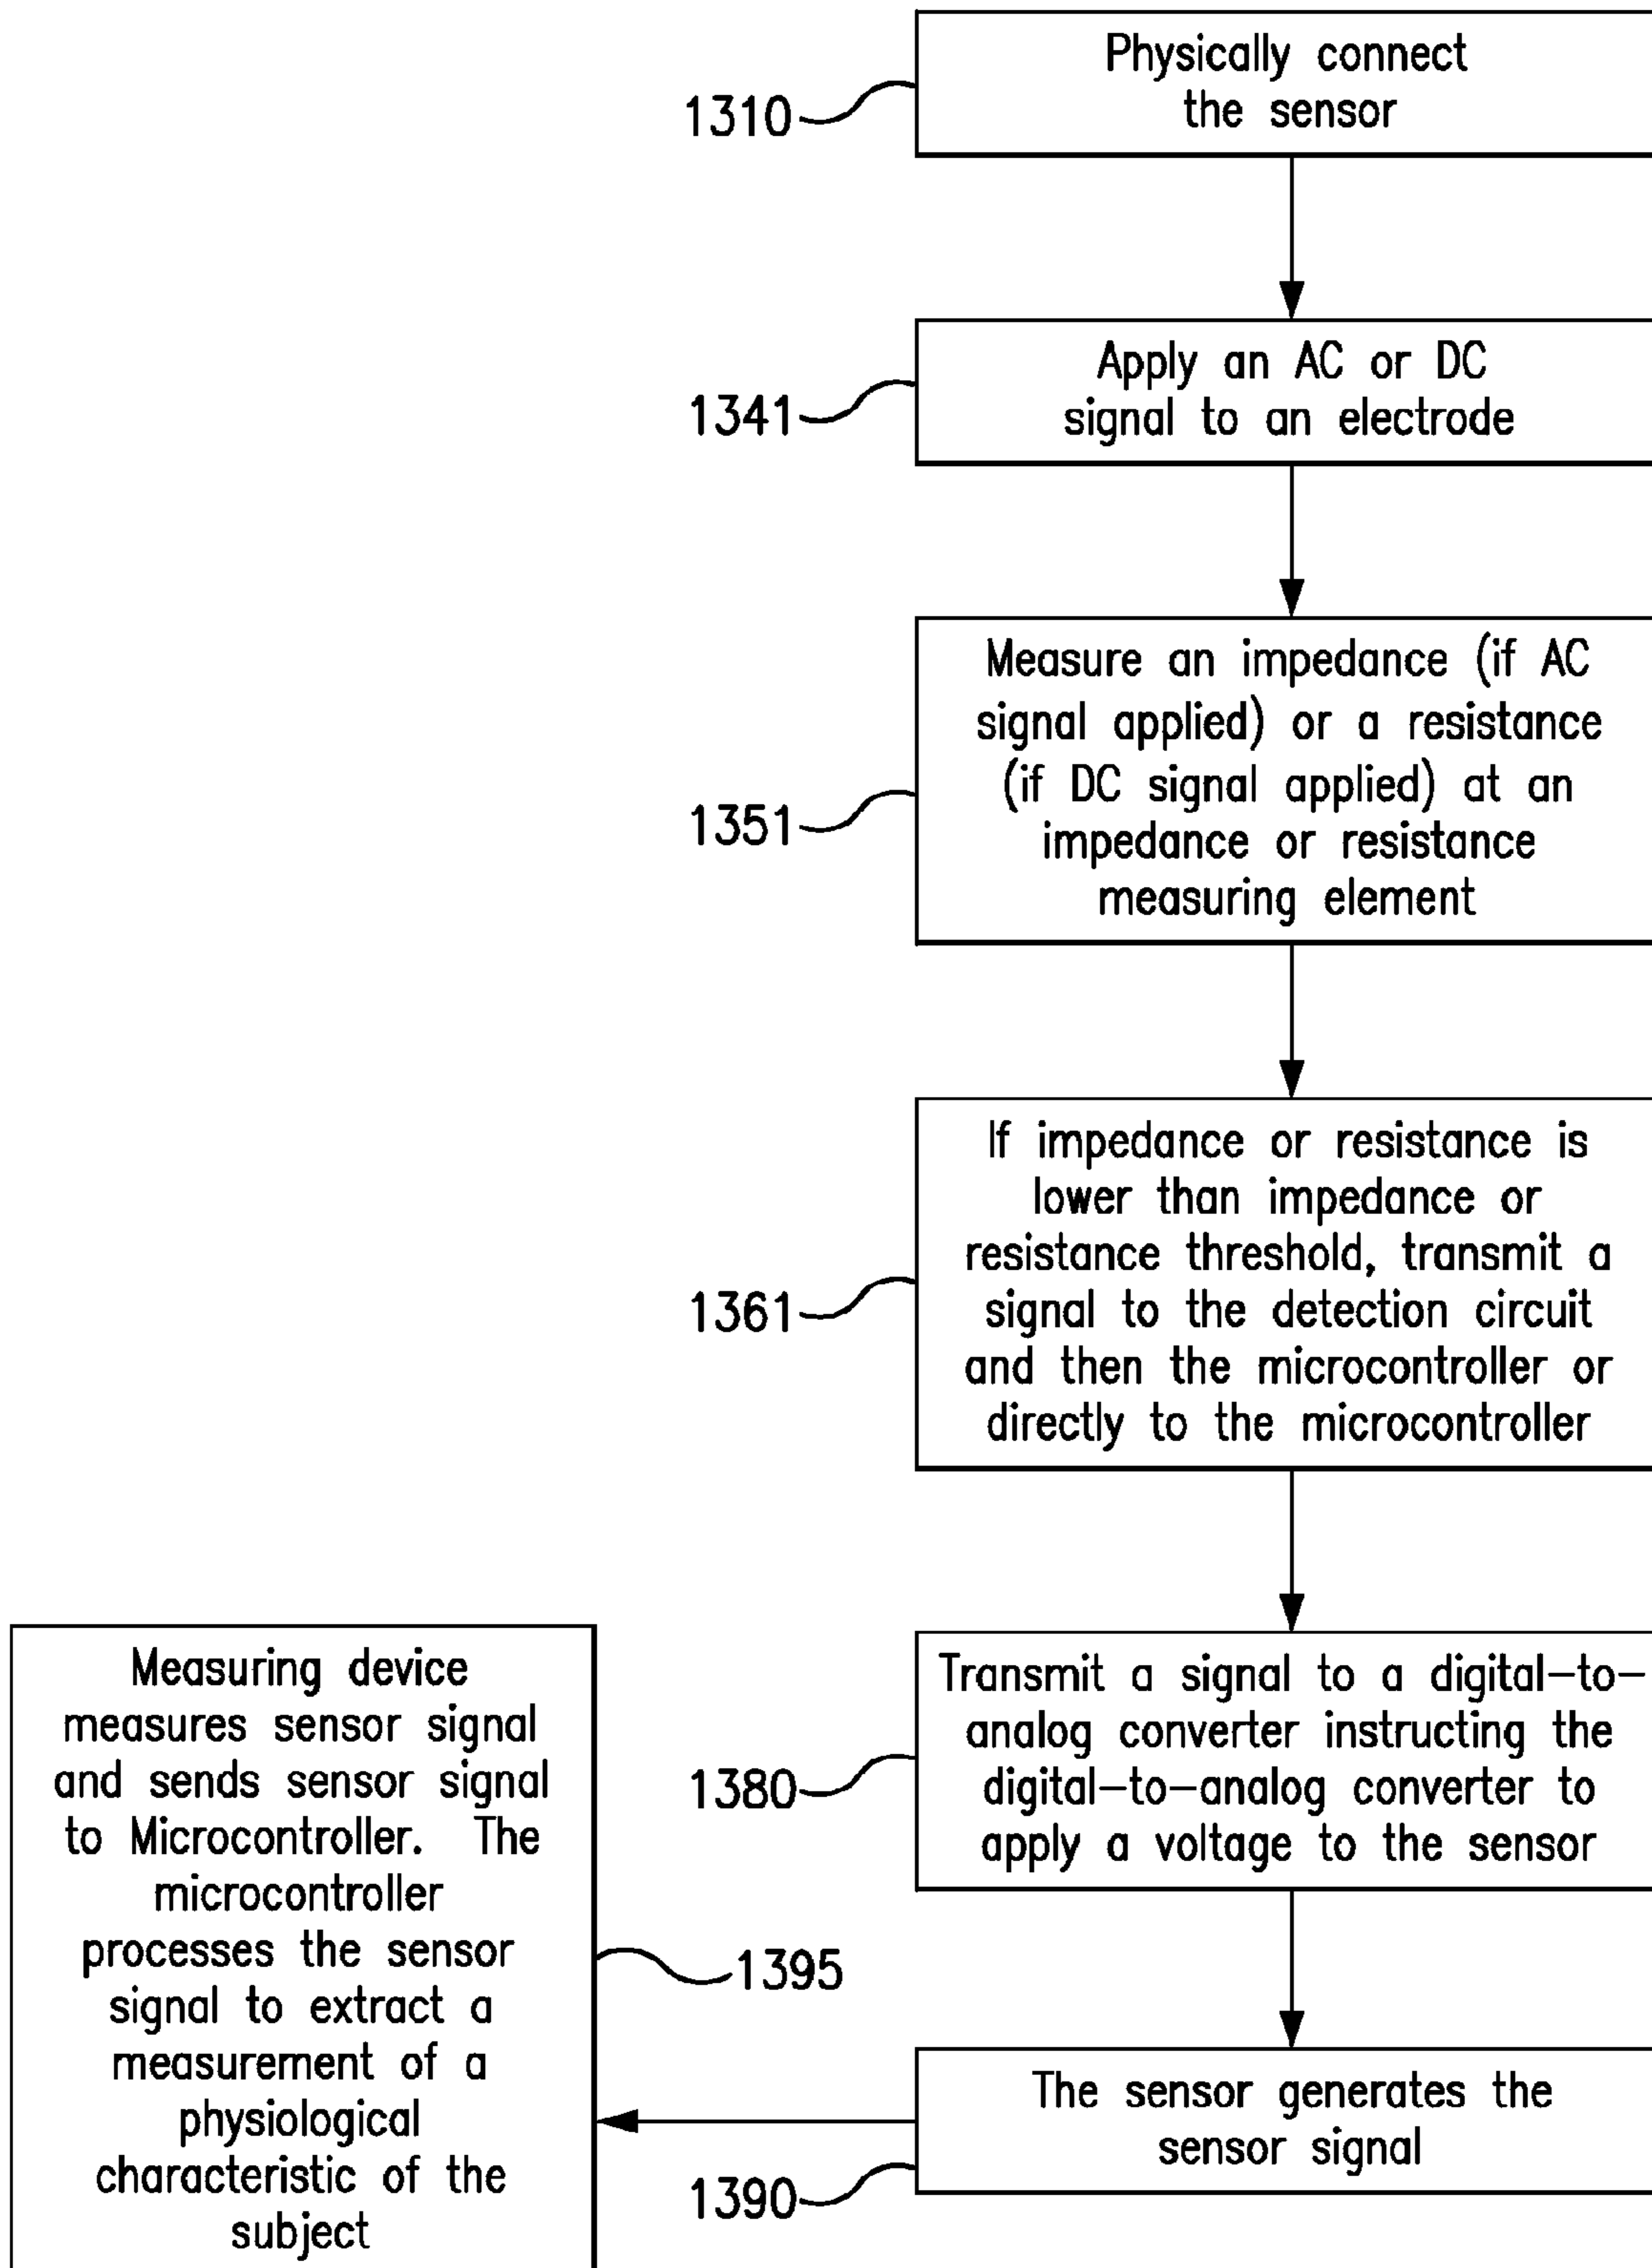 Physically connect
the sensor
1310
Apply an AC or DC
signal to an electrode
1341
Measure an impedance (if AC
signal applied) or a resistance
(if DC signal applied) at an
impedance or resistance
measuring element
1351
If impedance or resistance is
lower than impedance or
resistance threshold, transmit a
signal to the detection circuit
and then the microcontroller or
directly to the microcontroller
1361
Transmit a signal to a digital-to-
analog converter instructing the
digital-to-analog converter to
apply a voltage to the sensor
1380
The sensor generates the
sensor signal
1390
Measuring device
measures sensor signal
and sends sensor signal
to Microcontroller. The
microcontroller
processes the sensor
signal to extract a
measurement of a
physiological
characteristic of the
subject
1395